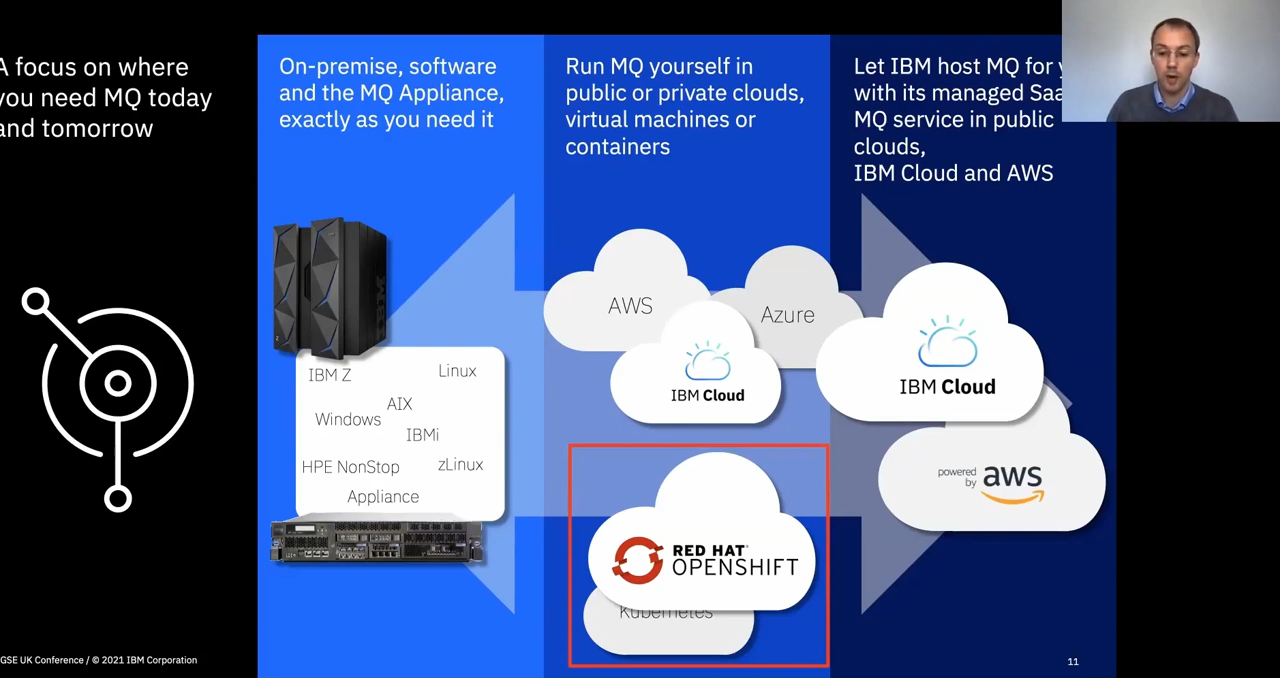 A focus on where
you need MQ today
and tomorrow
On-premise, software
and the MQ Appliance,
exactly as you need it
Run MQ yourself in
public or private clouds,
virtual machines or
containers
Let IBM host MQ for y
with its managed Saa
MQ service in public
clouds,
IBM Cloud and AWS
IBM Z
Linux
AIX
Windows
IBMi
HPE NonStop
zLinux
Appliance
AWS
Azure
IBM Cloud
IBM Cloud
powered
by
aws
RED HAT®
OPENSHIFT
Kubernetes
GSE UK Conference / © 2021 IBM Corporation
11